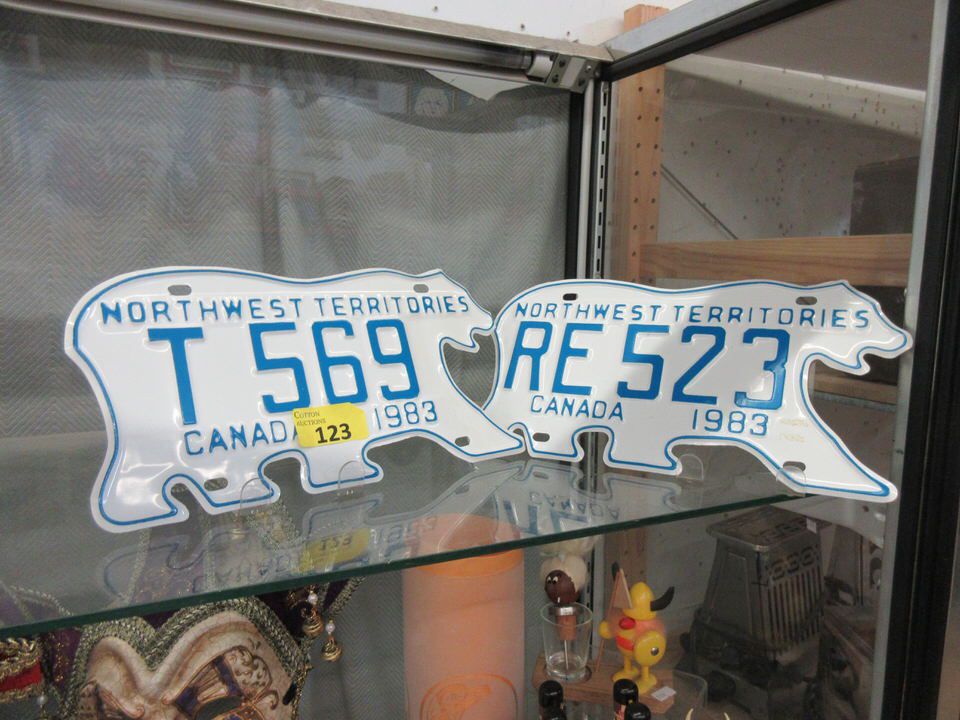 NORTHWEST TERRITORIES
T 569
CANADA 1983
COTTON
AUCTIONS
123
NORTHWEST TERRITORIES
RE 523
CANADA 1983